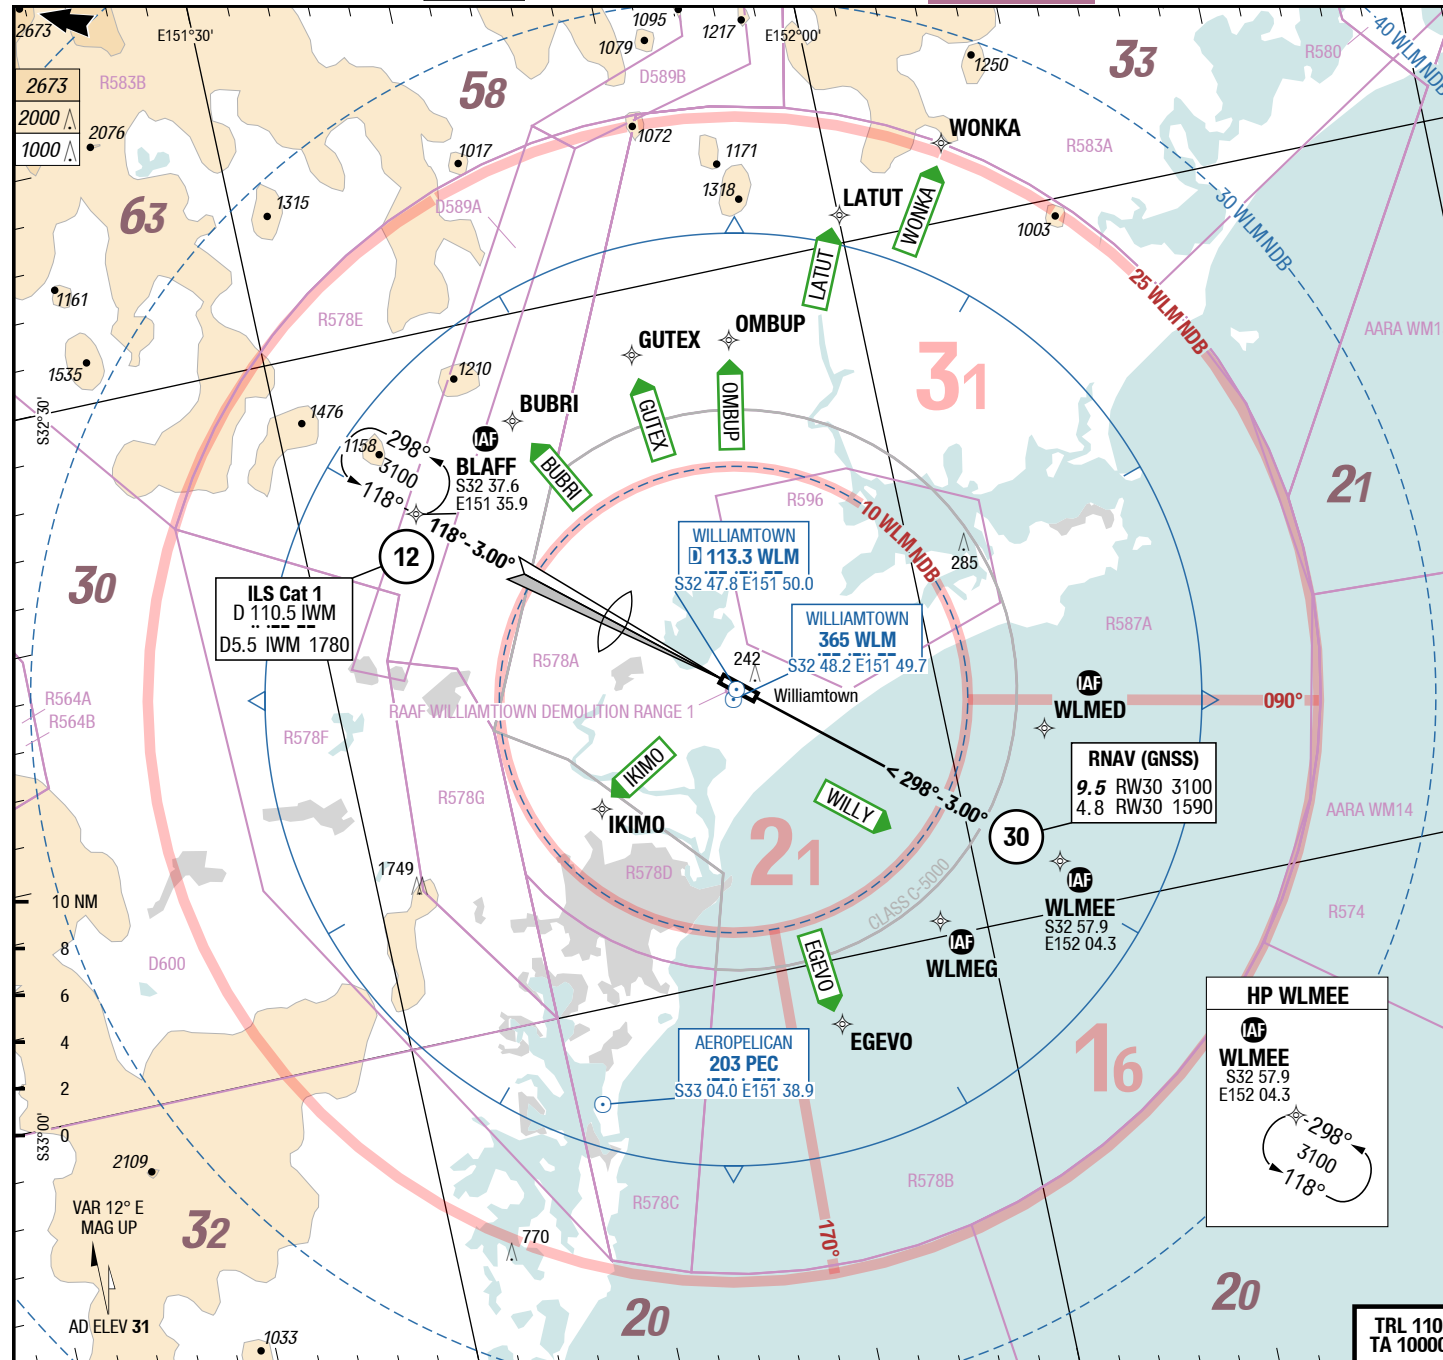 2673
E151°30'
1095
1079
1217
E152°00'
1250
33
R580
40 WLM NDB
58
D589B
R583B
2673
2000
1000
2076
1072
1017
1171
1318
WONKA
R583A
1315
63
D589A
LATUT
WONKA
1003
30 WLM NDB
1161
R578E
LATUT
25 WLM NDB
AARA WM1
1535
S32°30'
1210
GUTEX
OMBUP
31
1476
BUBRI
GUTEX
OMBUP
1158
298°
3100
118°
IAF
BLAFF
S32 37.6
E151 35.9
BUBRI
21
R596
10 WLM NDB
285
118°- 3.00°
12
WILLIAMTOWN
D 113.3 WLM
S32 47.8 E151 50.0
30
ILS Cat 1
D 110.5 IWM
D5.5 IWM 1780
WILLIAMTOWN
365 WLM
S32 48.2 E151 49.7
R587A
R578A
242
Williamtown
RAAF WILLIAMTIOWN DEMOLITION RANGE 1
R564A
R564B
R578F
IAF
WLMED
090°
IKIMO
R578G
IKIMO
WILLY
< 298°- 3.00°
30
RNAV (GNSS)
9.5 RW30 3100
4.8 RW30 1590
AARA WM14
21
R578D
1749
CLASS C-5000
IAF
WLMEE
S32 57.9
E152 04.3
R574
10 NM
8
6
4
2
0
D600
EGEVO
IAF
WLMEG
EGEVO
HP WLMEE
IAF
WLMEE
S32 57.9
E152 04.3
298°
3100
118°
AEROPELICAN
203 PEC
S33 04.0 E151 38.9
16
S33°00'
2109
VAR 12° E
MAG UP
32
R578C
R578B
770
170°
AD ELEV 31
1033
20
20
TRL 110
TA 10000